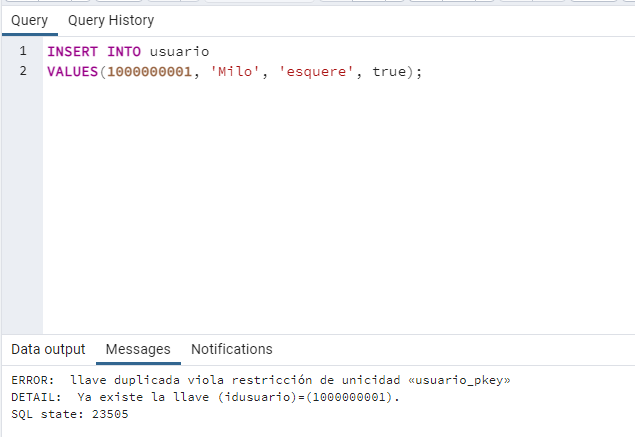 Query Query History
1 INSERT INTO usuario
2 VALUES(1000000001, 'Milo', 'esquere', true);
Data output Messages Notifications
ERROR:  llave duplicada viola restricción de unicidad «usuario_pkey»
DETAIL:  Ya existe la llave (idusuario)=(1000000001).
SQL state: 23505